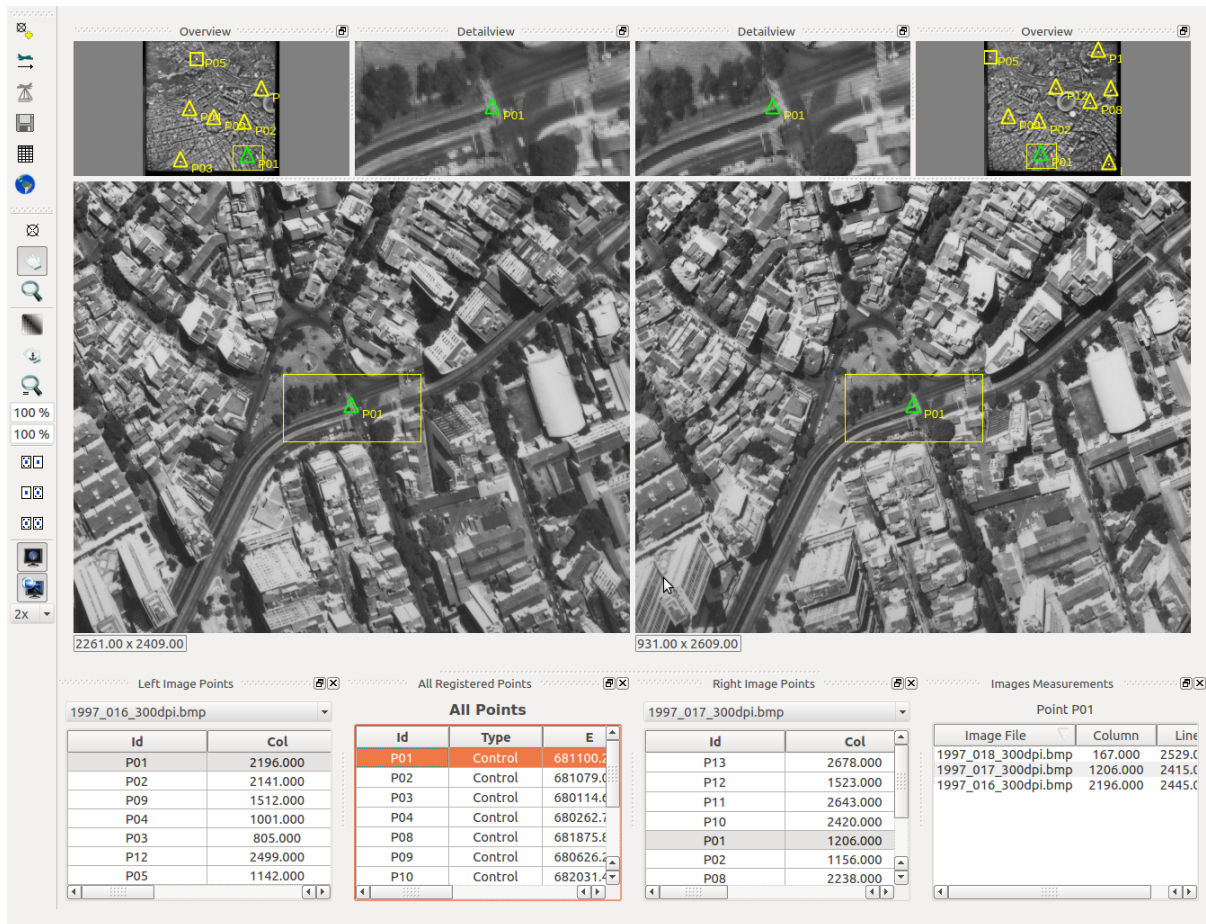 Overview
Detailview
Detailview
Overview
P05
P02
P03
P01
P01
P01
P05
P1
P12
P08
P02
P01
P01
P01
100 %
100 %
2x
2261.00 x 2409.00
931.00 x 2609.00
Left Image Points
1997_016_300dpi.bmp
Id Col
P01 2196.000
P02 2141.000
P09 1512.000
P04 1001.000
P03 805.000
P12 2499.000
P05 1142.000
All Registered Points
All Points
Id Type E
P01 Control 681100.2
P02 Control 681079.0
P03 Control 680114.6
P04 Control 680262.7
P08 Control 681875.8
P09 Control 680626.2
P10 Control 682031.4
Right Image Points
1997_017_300dpi.bmp
Id Col
P13 2678.000
P12 1523.000
P11 2643.000
P10 2420.000
P01 1206.000
P02 1156.000
P08 2238.000
Images Measurements
Point P01
Image File Column Line
1997_018_300dpi.bmp 167.000 2529.0
1997_017_300dpi.bmp 1206.000 2415.0
1997_016_300dpi.bmp 2196.000 2445.0